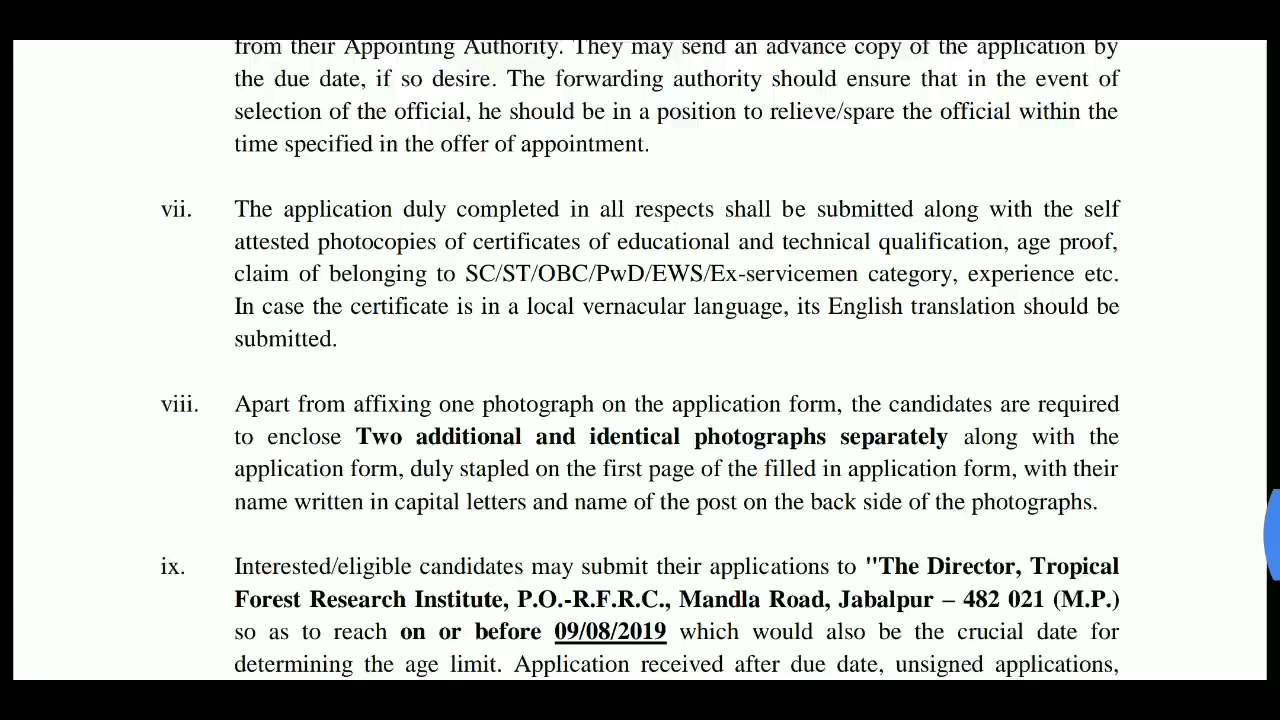 from their Appointing Authority. They may send an advance copy of the application by
the due date, if so desire. The forwarding authority should ensure that in the event of
selection of the official, he should be in a position to relieve/spare the official within the
time specified in the offer of appointment.
vii. The application duly completed in all respects shall be submitted along with the self
attested photocopies of certificates of educational and technical qualification, age proof,
claim of belonging to SC/ST/OBC/PwD/EWS/Ex-servicemen category, experience etc.
In case the certificate is in a local vernacular language, its English translation should be
submitted.
viii. Apart from affixing one photograph on the application form, the candidates are required
to enclose Two additional and identical photographs separately along with the
application form, duly stapled on the first page of the filled in application form, with their
name written in capital letters and name of the post on the back side of the photographs.
ix. Interested/eligible candidates may submit their applications to "The Director, Tropical
Forest Research Institute, P.O.-R.F.R.C., Mandla Road, Jabalpur – 482 021 (M.P.)
so as to reach on or before 09/08/2019 which would also be the crucial date for
determining the age limit. Application received after due date, unsigned applications,